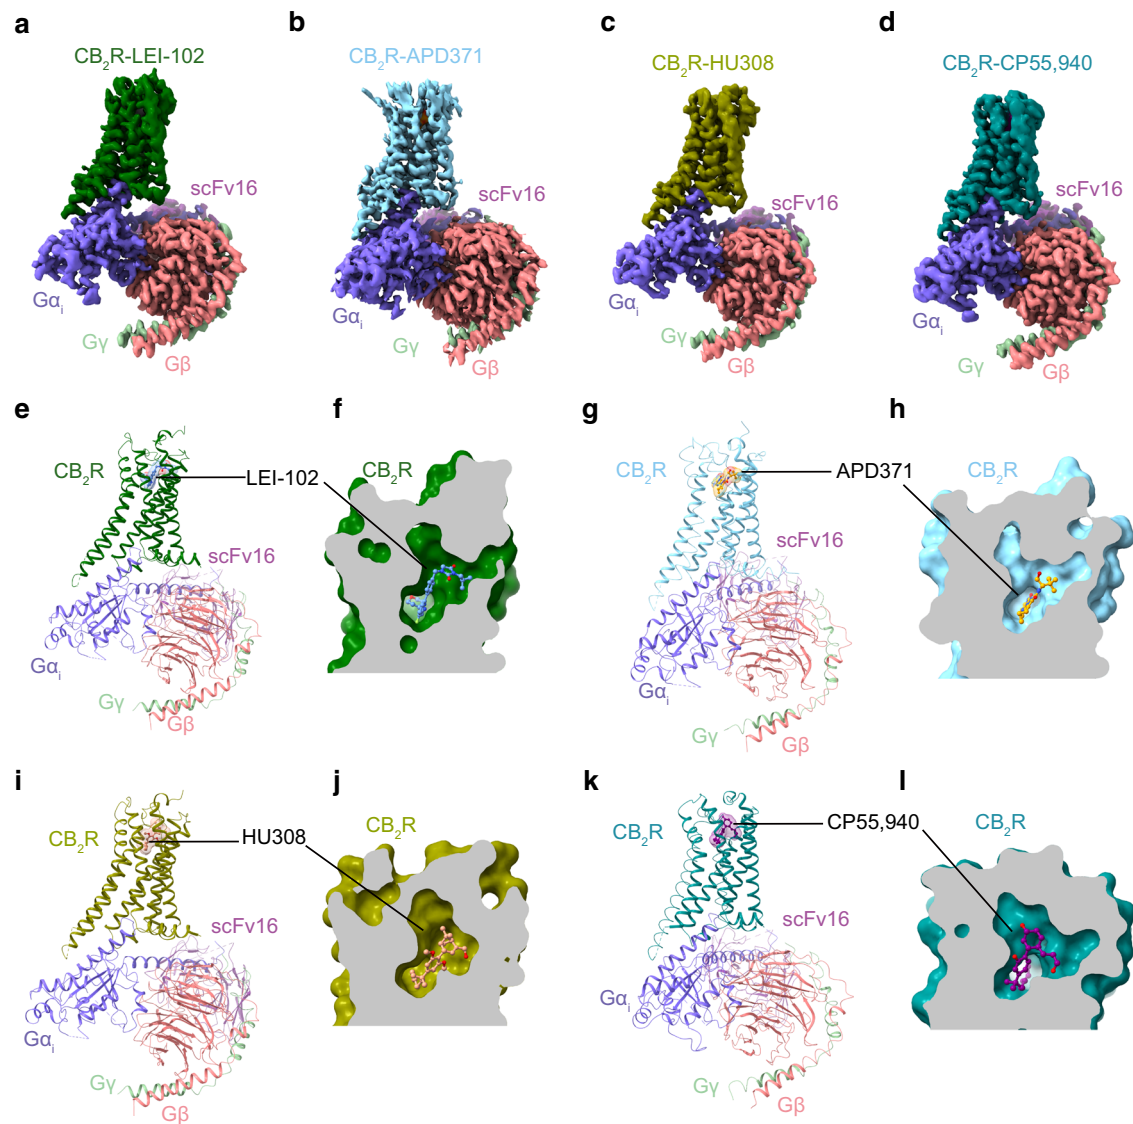 a
b
c
d
CB₂R-LEI-102
CB₂R-APD371
CB₂R-HU308
CB₂R-CP55,940
scFv16
scFv16
scFv16
scFv16
Gαᵢ
Gαᵢ
Gαᵢ
Gαᵢ
Gγ
Gβ
Gγ
Gβ
Gγ
Gβ
Gγ
Gβ
e
f
g
h
CB₂R
LEI-102
CB₂R
CB₂R
APD371
CB₂R
scFv16
scFv16
Gαᵢ
Gαᵢ
Gγ
Gβ
Gγ
Gβ
i
j
k
l
CB₂R
HU308
CB₂R
CB₂R
CP55,940
CB₂R
scFv16
scFv16
Gαᵢ
Gαᵢ
Gγ
Gβ
Gγ
Gβ